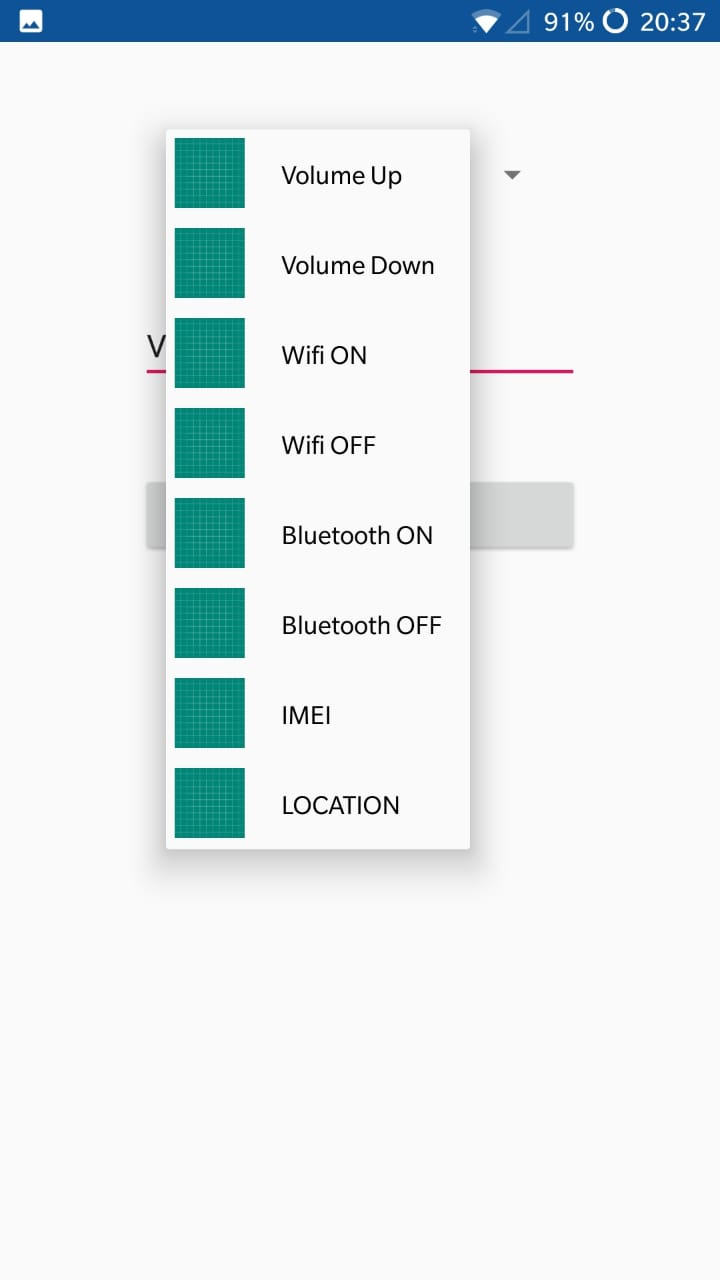 91% 20:37
Volume Up
Volume Down
V
Wifi ON
Wifi OFF
Bluetooth ON
Bluetooth OFF
IMEI
LOCATION